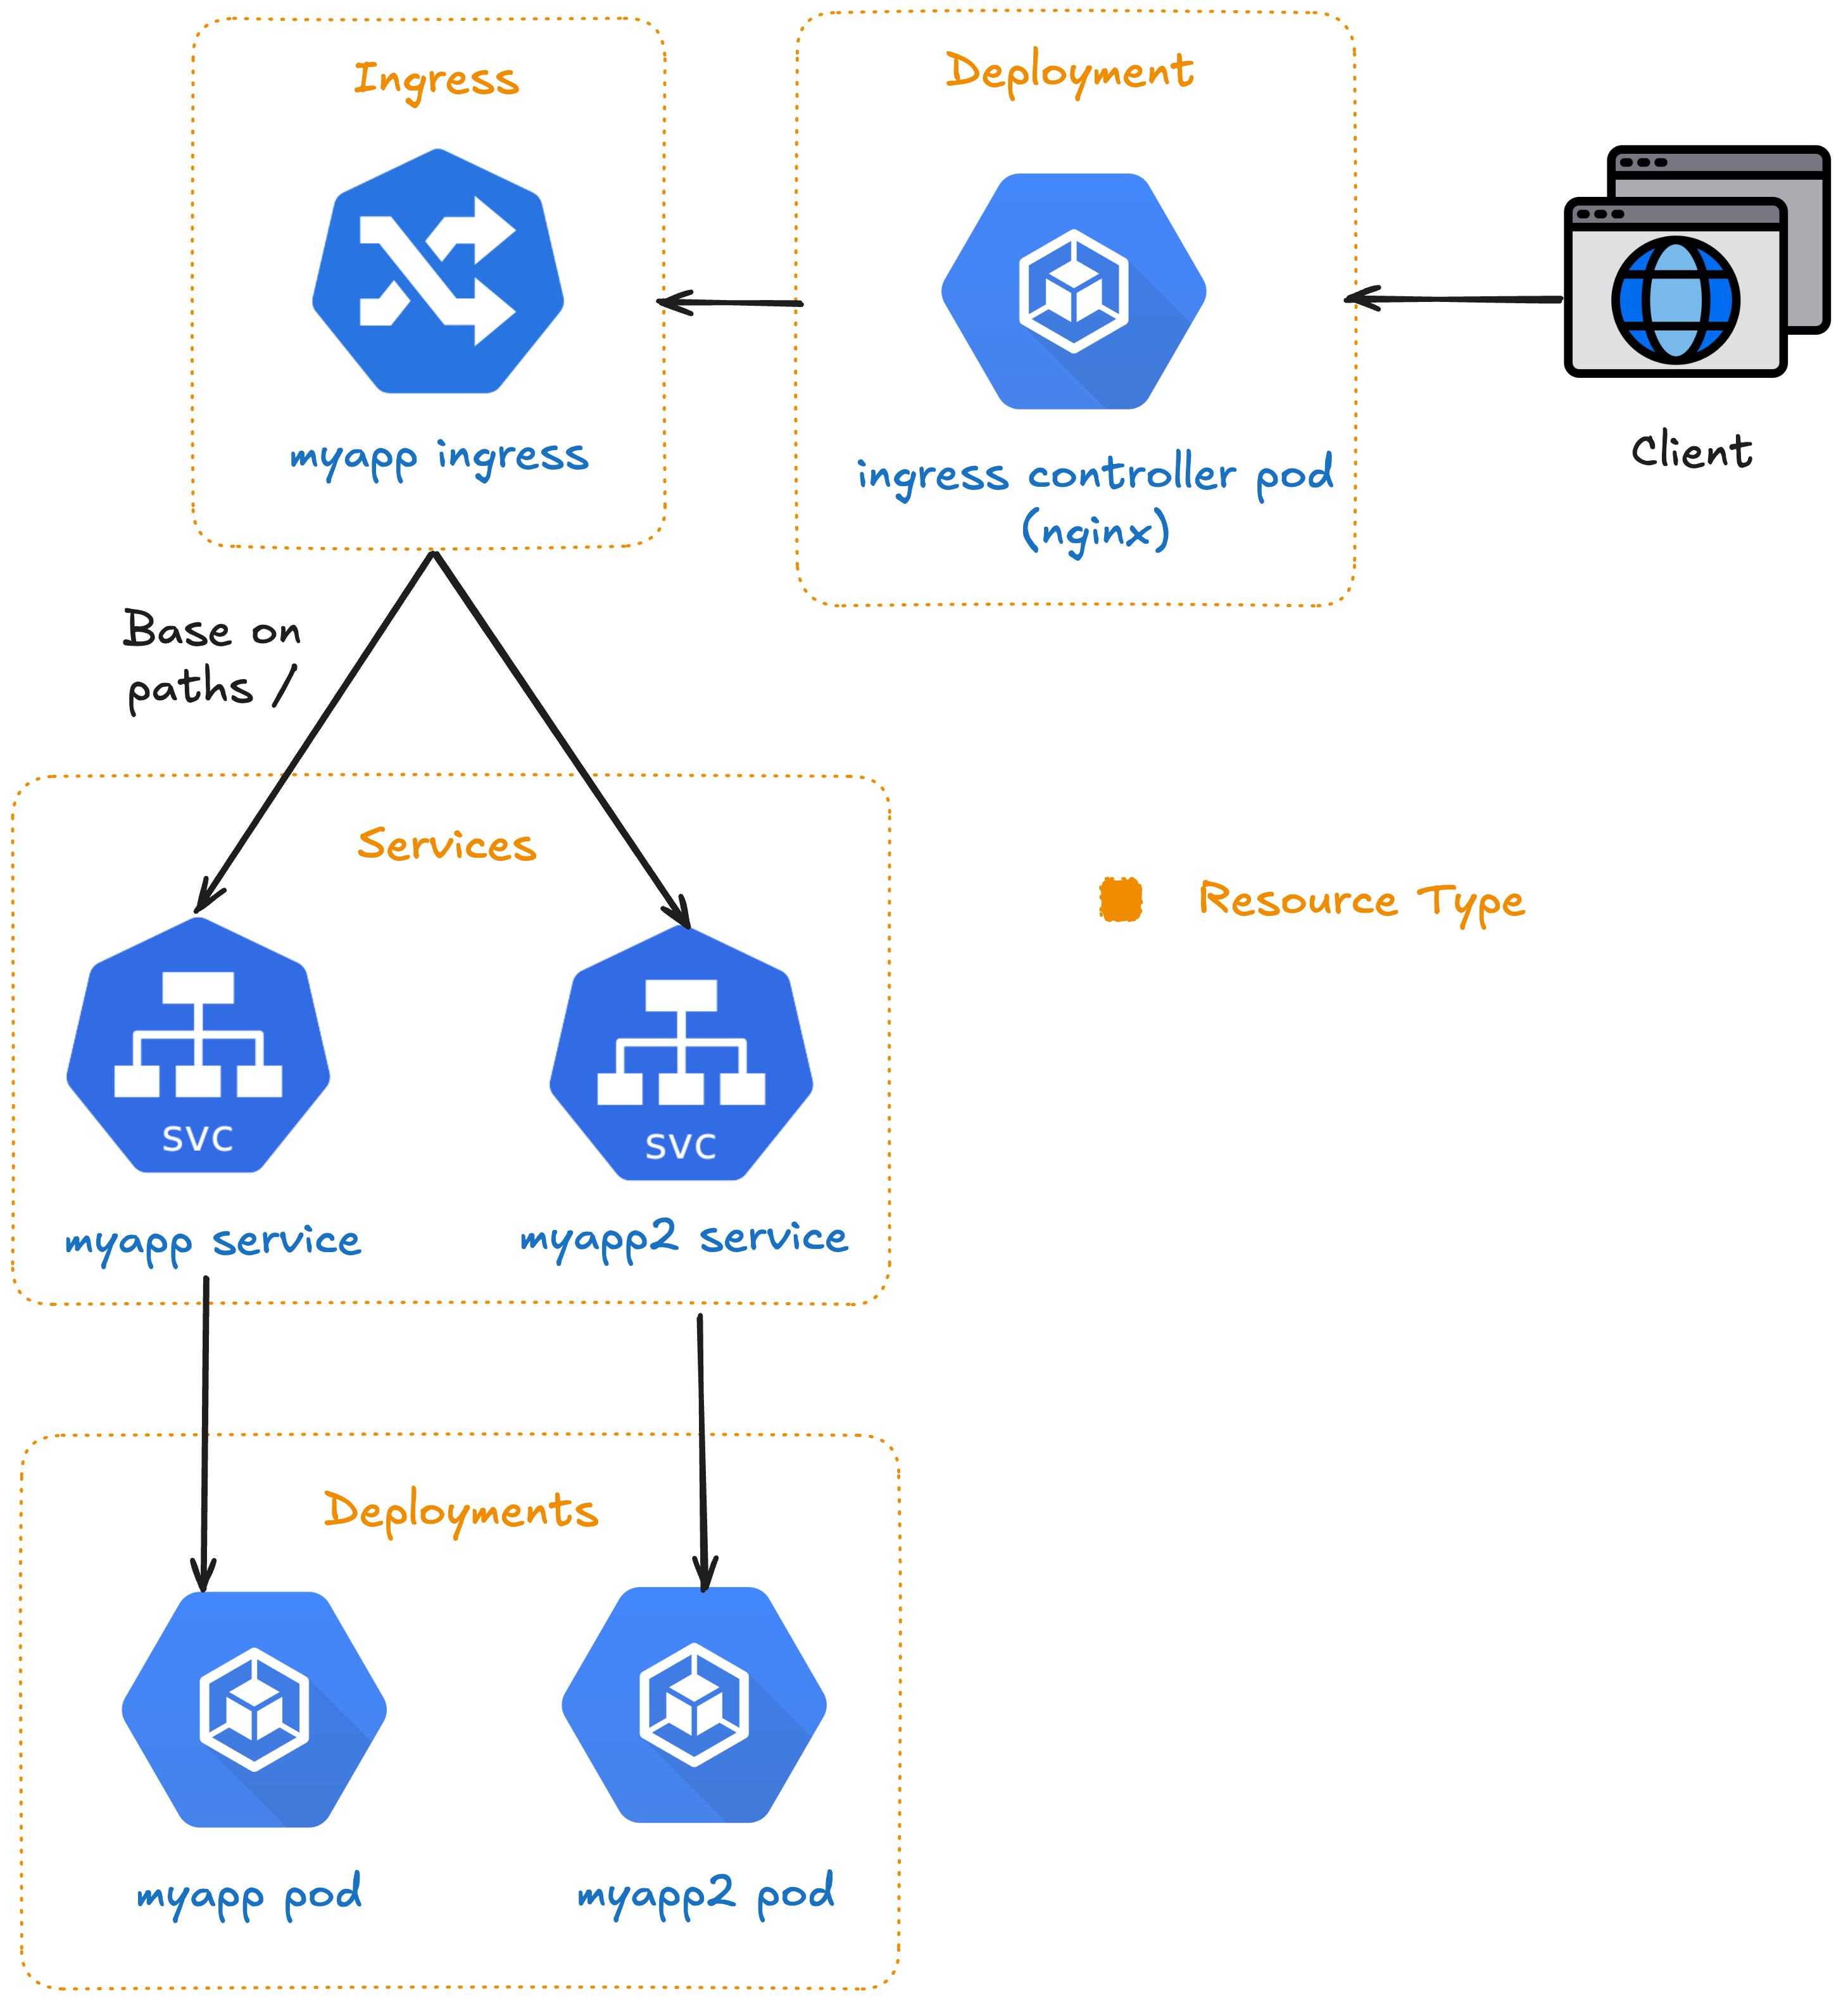 Ingress
Deployment
myapp ingress
ingress controller pod
(nginx)
Client
Base on
paths /
Services
Resource Type
SVC
SVC
myapp service
myapp2 service
Deployments
myapp pod
myapp2 pod